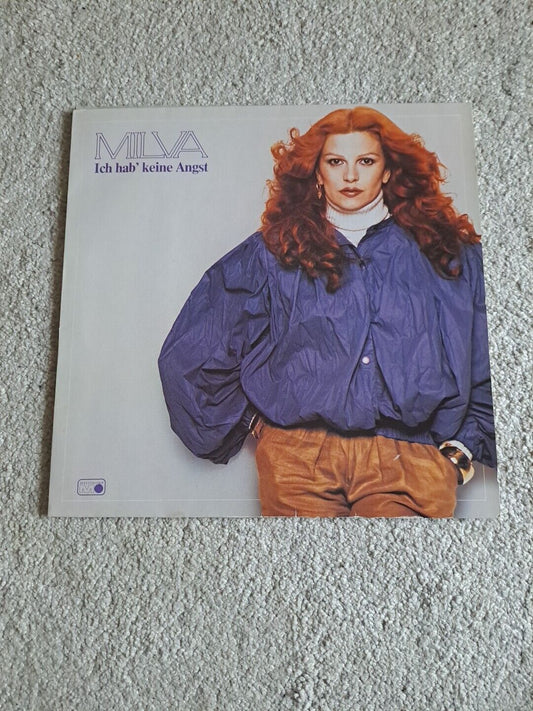 MILVA
Ich hab' keine Angst